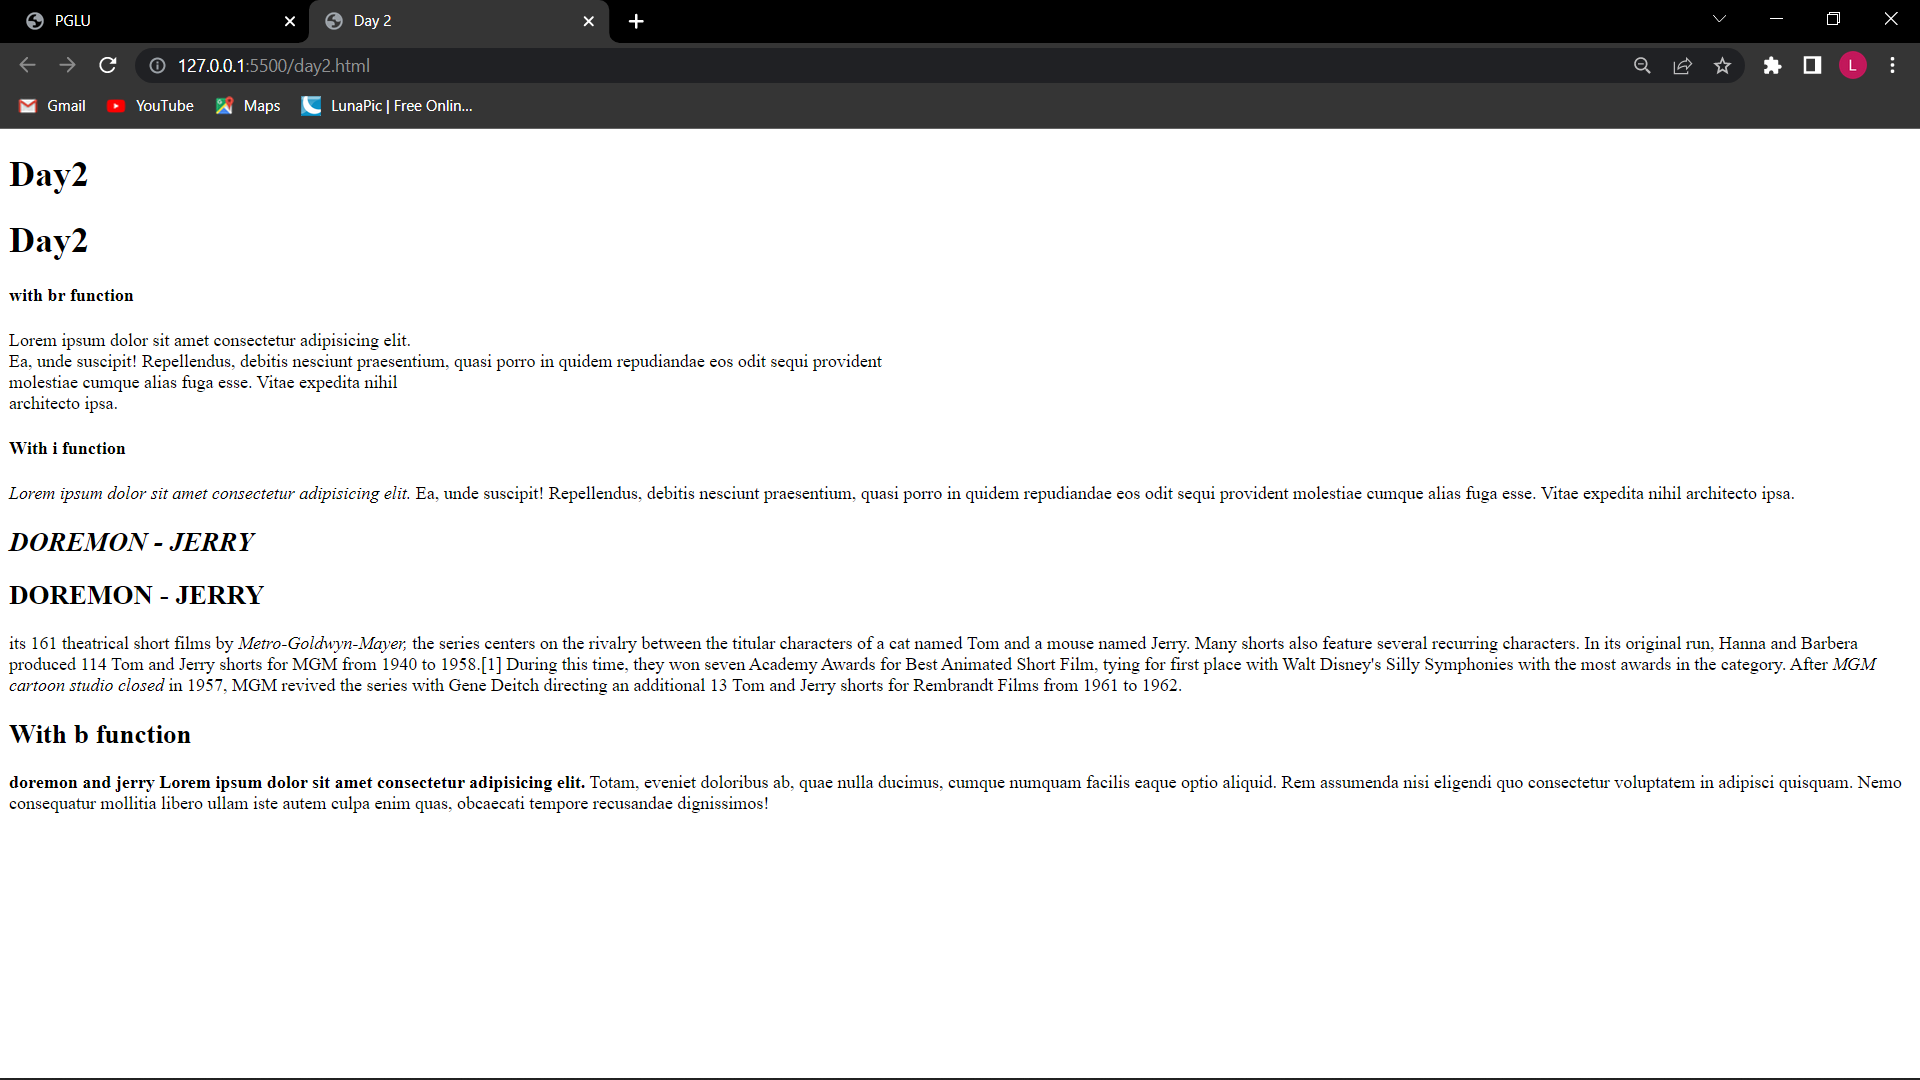 PGLU
Day 2
127.0.0.1:5500/day2.html
L
Gmail
YouTube
Maps
LunaPic | Free Onlin...
Day2
Day2
with br function
Lorem ipsum dolor sit amet consectetur adipisicing elit.
Ea, unde suscipit! Repellendus, debitis nesciunt praesentium, quasi porro in quidem repudiandae eos odit sequi provident
molestiae cumque alias fuga esse. Vitae expedita nihil
architecto ipsa.
With i function
Lorem ipsum dolor sit amet consectetur adipisicing elit. Ea, unde suscipit! Repellendus, debitis nesciunt praesentium, quasi porro in quidem repudiandae eos odit sequi provident molestiae cumque alias fuga esse. Vitae expedita nihil architecto ipsa.
DOREMON - JERRY
DOREMON - JERRY
its 161 theatrical short films by Metro-Goldwyn-Mayer, the series centers on the rivalry between the titular characters of a cat named Tom and a mouse named Jerry. Many shorts also feature several recurring characters. In its original run, Hanna and Barbera
produced 114 Tom and Jerry shorts for MGM from 1940 to 1958.[1] During this time, they won seven Academy Awards for Best Animated Short Film, tying for first place with Walt Disney's Silly Symphonies with the most awards in the category. After MGM
cartoon studio closed in 1957, MGM revived the series with Gene Deitch directing an additional 13 Tom and Jerry shorts for Rembrandt Films from 1961 to 1962.
With b function
doremon and jerry Lorem ipsum dolor sit amet consectetur adipisicing elit. Totam, eveniet doloribus ab, quae nulla ducimus, cumque numquam facilis eaque optio aliquid. Rem assumenda nisi eligendi quo consectetur voluptatem in adipisci quisquam. Nemo
consequatur mollitia libero ullam iste autem culpa enim quas, obcaecati tempore recusandae dignissimos!